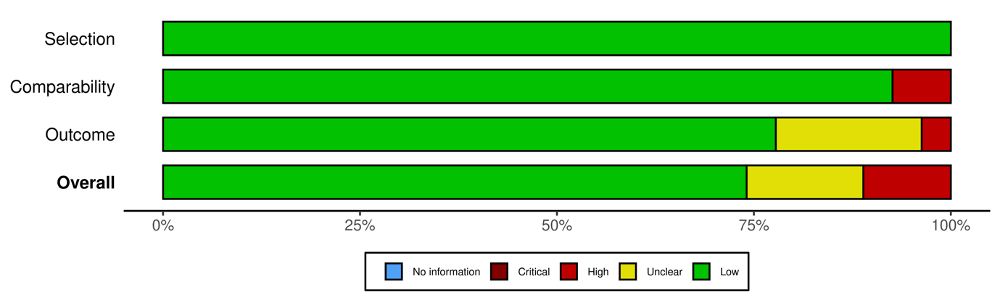 Selection
Comparability
Outcome
Overall
0% 25% 50% 75% 100%
No information Critical High Unclear Low